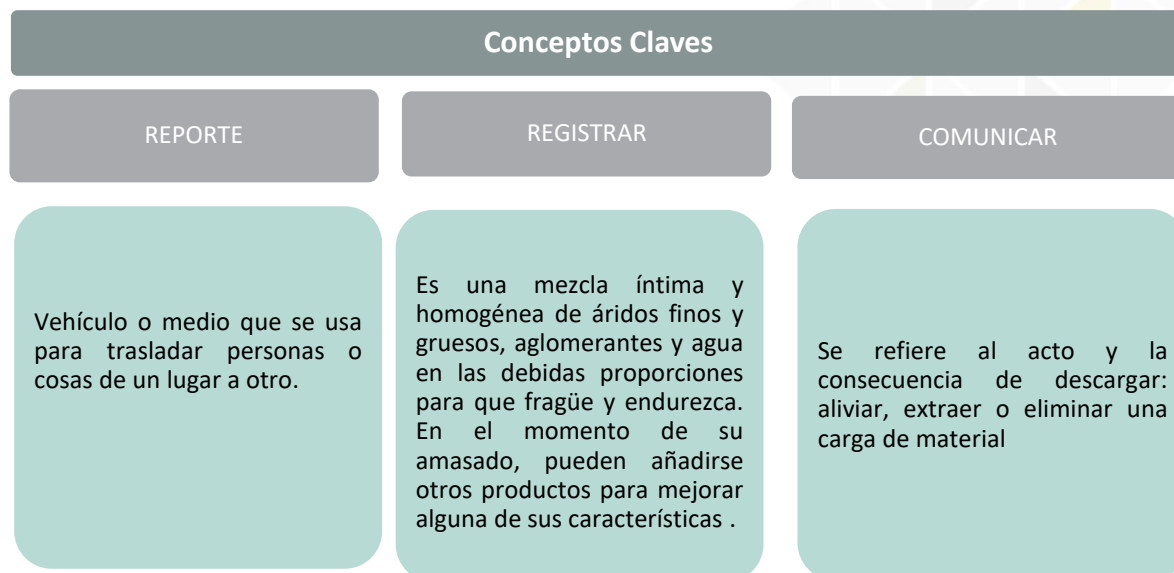 Conceptos Claves
REPORTE
REGISTRAR
COMUNICAR
Vehículo o medio que se usa
para trasladar personas o
cosas de un lugar a otro.
Es una mezcla íntima y
homogénea de áridos finos y
gruesos, aglomerantes y agua
en las debidas proporciones
para que fragüe y endurezca.
En el momento de su
amasado, pueden añadirse
otros productos para mejorar
alguna de sus características .
Se refiere al acto y la
consecuencia de descargar:
aliviar, extraer o eliminar una
carga de material